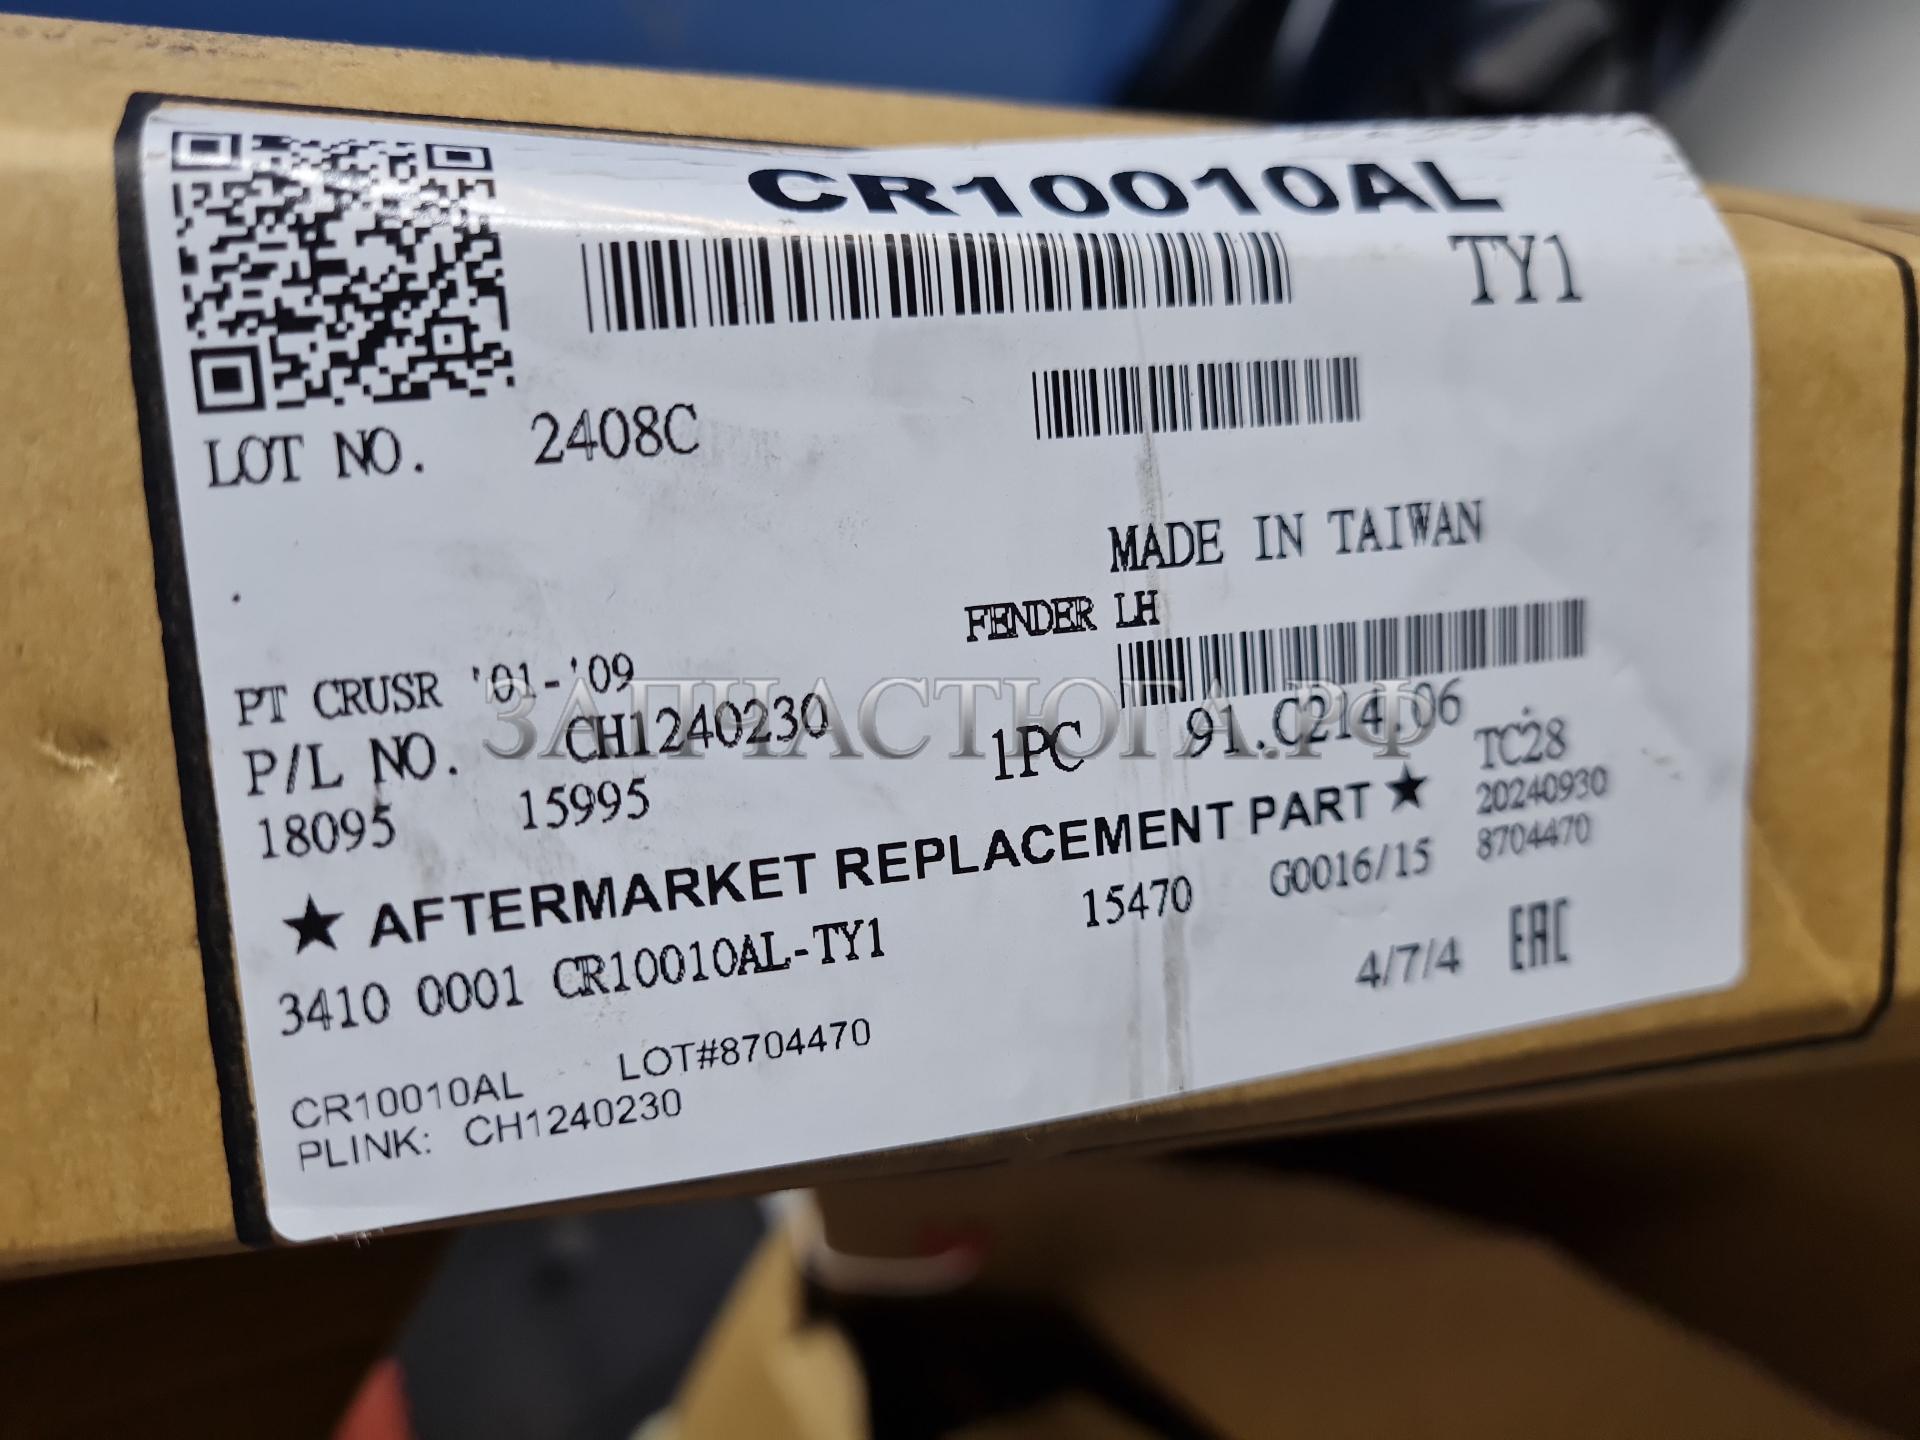 CR10010AL
TY1
LOT NO. 2408C
MADE IN TAIWAN
FENDER LH
PT CRUSR '01-'09
P/L NO. CH1240230 1PC 91.C214.06
TC28
18095 15995
20240930
★ AFTERMARKET REPLACEMENT PART ★
8704470
3410 0001 CR10010AL-TY1 15470 G0016/15
4/7/4 EAC
CR10010AL LOT#8704470
PLINK: CH1240230
ЗАПЧАСТЮГА.РФ